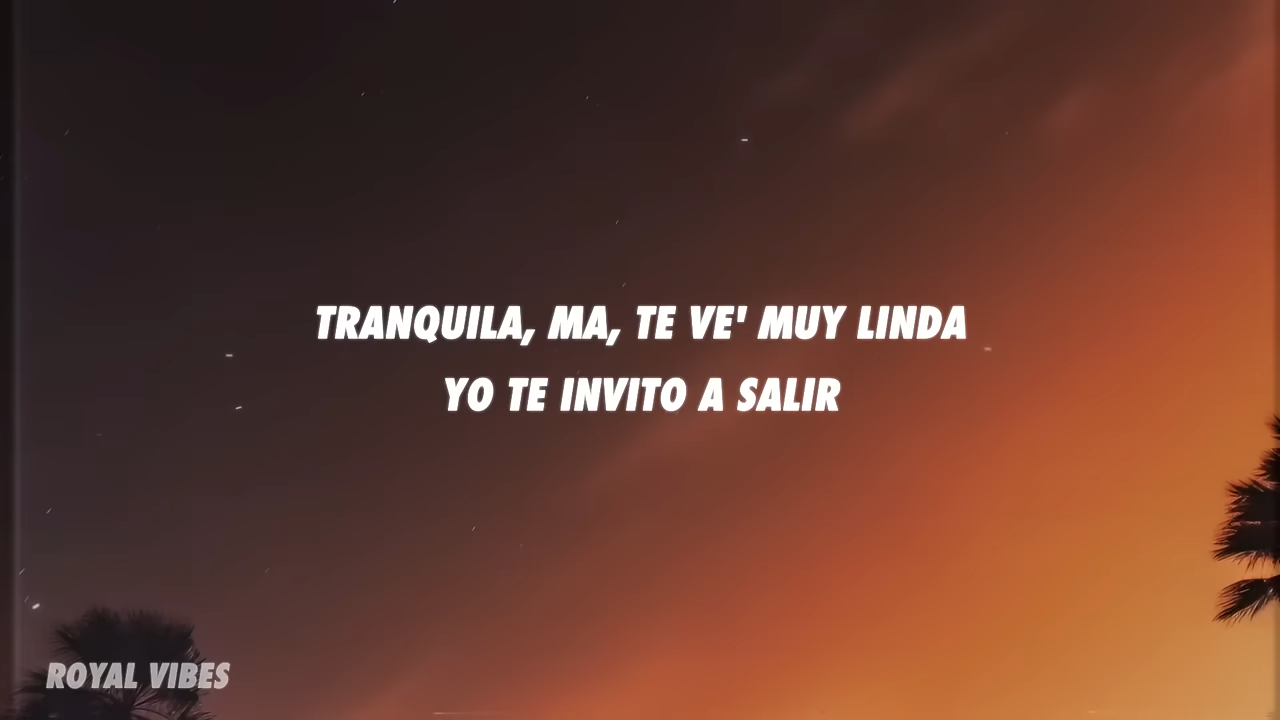 TRANQUILA, MA, TE VE' MUY LINDA
YO TE INVITO A SALIR
ROYAL VIBES